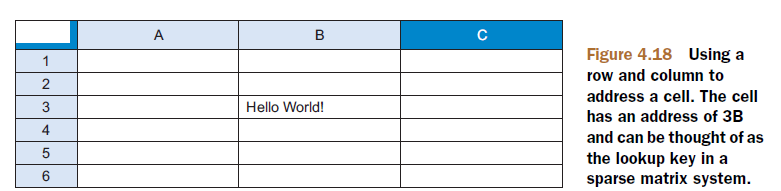 A B C
1
2
3 Hello World!
4
5
6
Figure 4.18 Using a
row and column to
address a cell. The cell
has an address of 3B
and can be thought of as
the lookup key in a
sparse matrix system.